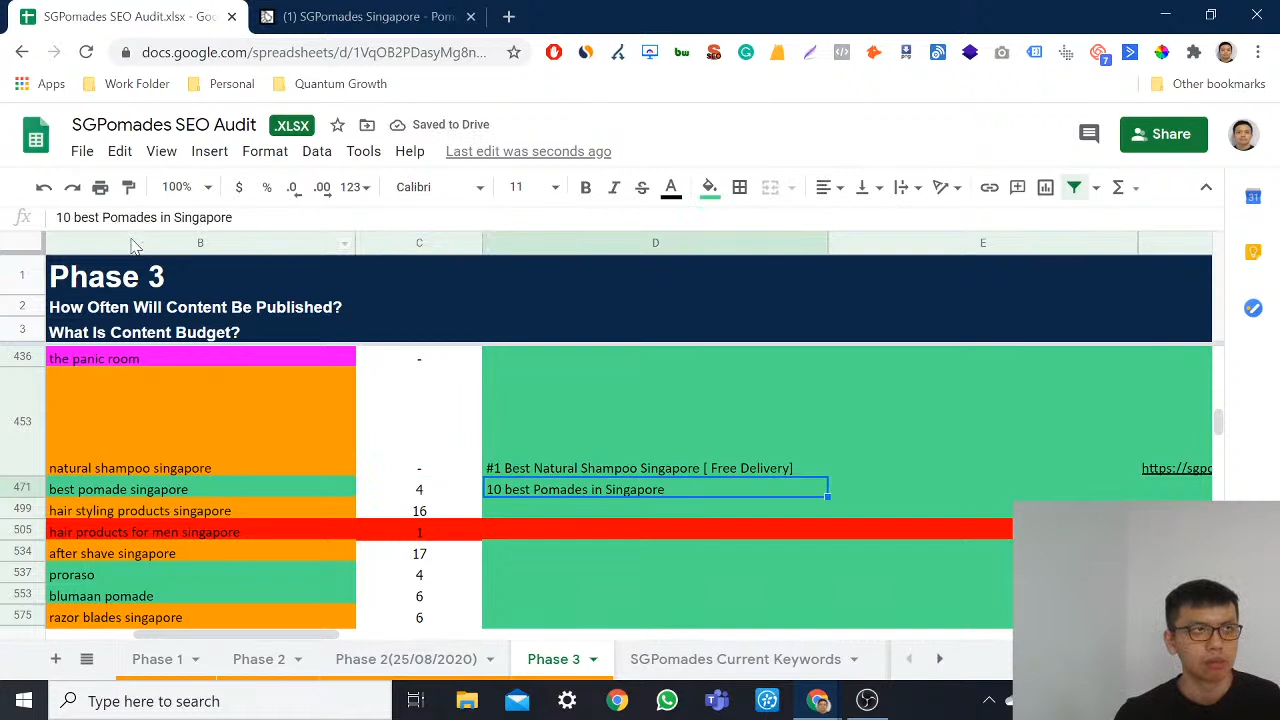 SGPomades SEO Audit.xlsx - Goo
(1) SGPomades Singapore - Pom
docs.google.com/spreadsheets/d/1VqOB2PDasyMg8n...
7
Apps
Work Folder
Personal
Quantum Growth
Other bookmarks
SGPomades SEO Audit
.XLSX
Saved to Drive
Share
File Edit View Insert Format Data Tools Help Last edit was seconds ago
100% $ % .0 .00 123 Calibri 11 B I S A
fx 10 best Pomades in Singapore
31
B C D E
1 Phase 3
2 How Often Will Content Be Published?
3 What Is Content Budget?
436 the panic room -
453 natural shampoo singapore - #1 Best Natural Shampoo Singapore [ Free Delivery] https://sgpo
471 best pomade singapore 4 10 best Pomades in Singapore
499 hair styling products singapore 16
505 hair products for men singapore 1
534 after shave singapore 17
537 proraso 4
553 blumaan pomade 6
575 razor blades singapore 6
Phase 1 Phase 2 Phase 2(25/08/2020) Phase 3 SGPomades Current Keywords
Type here to search